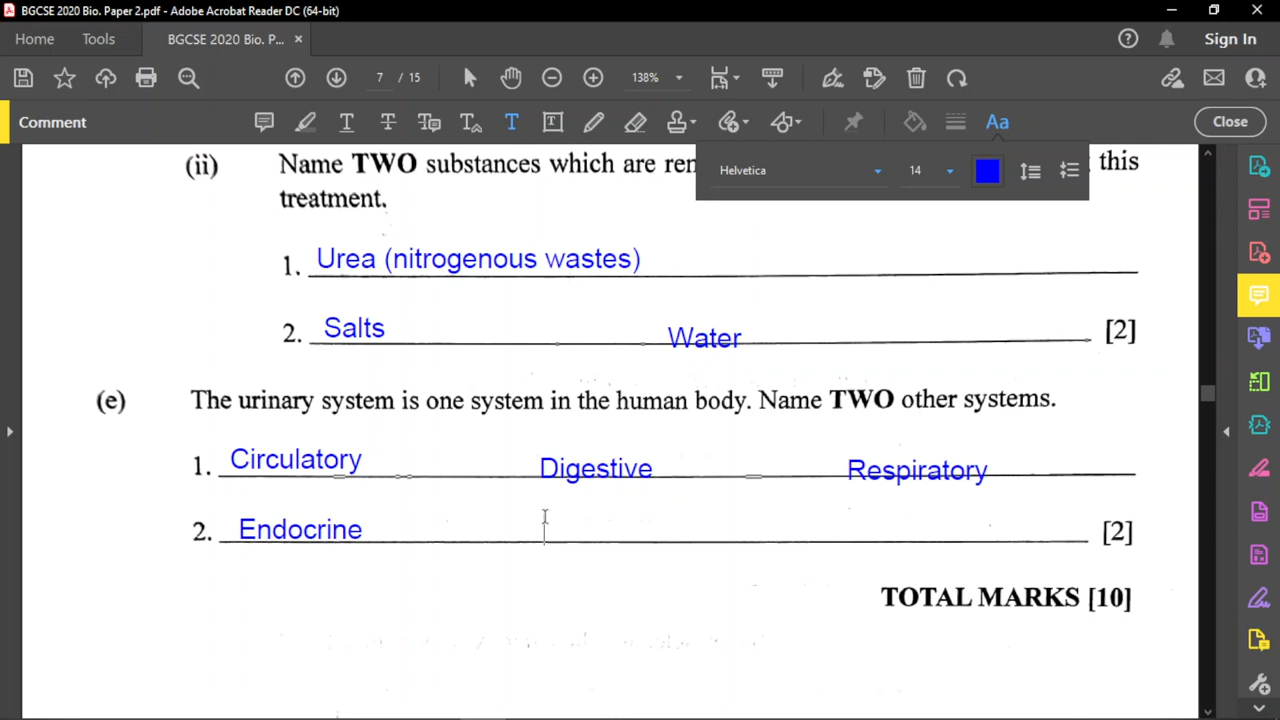 BGCSE 2020 Bio. Paper 2.pdf - Adobe Acrobat Reader DC (64-bit)
Home Tools BGCSE 2020 Bio. P... × Sign In
7 / 15 138%
Comment Aa Close
Helvetica 14
(ii) Name TWO substances which are this
treatment.
1. Urea (nitrogenous wastes)
2. Salts Water [2]
(e) The urinary system is one system in the human body. Name TWO other systems.
1. Circulatory Digestive Respiratory
2. Endocrine [2]
TOTAL MARKS [10]